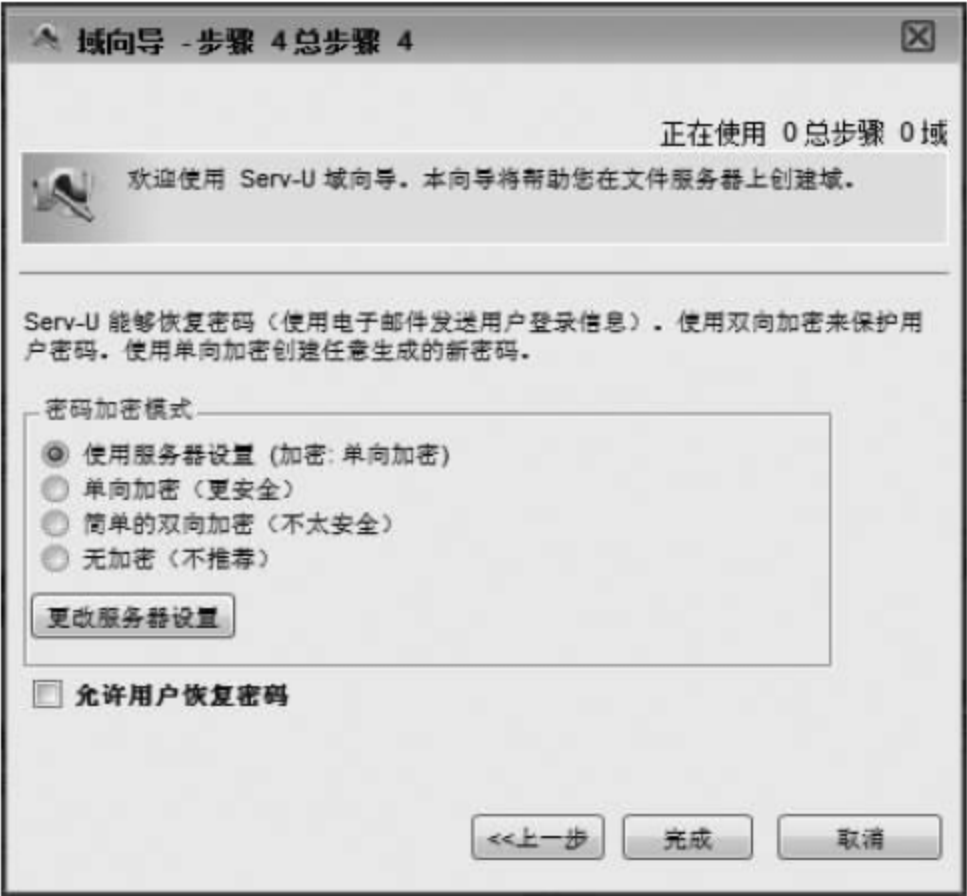 域向导 - 步骤 4 总步骤 4
正在使用 0 总步骤 0 域
欢迎使用 Serv-U 域向导。本向导将帮助您在文件服务器上创建域。
Serv-U 能够恢复密码（使用电子邮件发送用户登录信息）. 使用双向加密来保护用
户密码. 使用单向加密创建任意生成的新密码.
密码加密模式
使用服务器设置 (加密: 单向加密)
单向加密（更安全）
简单的双向加密（不太安全）
无加密（不推荐）
更改服务器设置
允许用户恢复密码
<<上一步 完成 取消